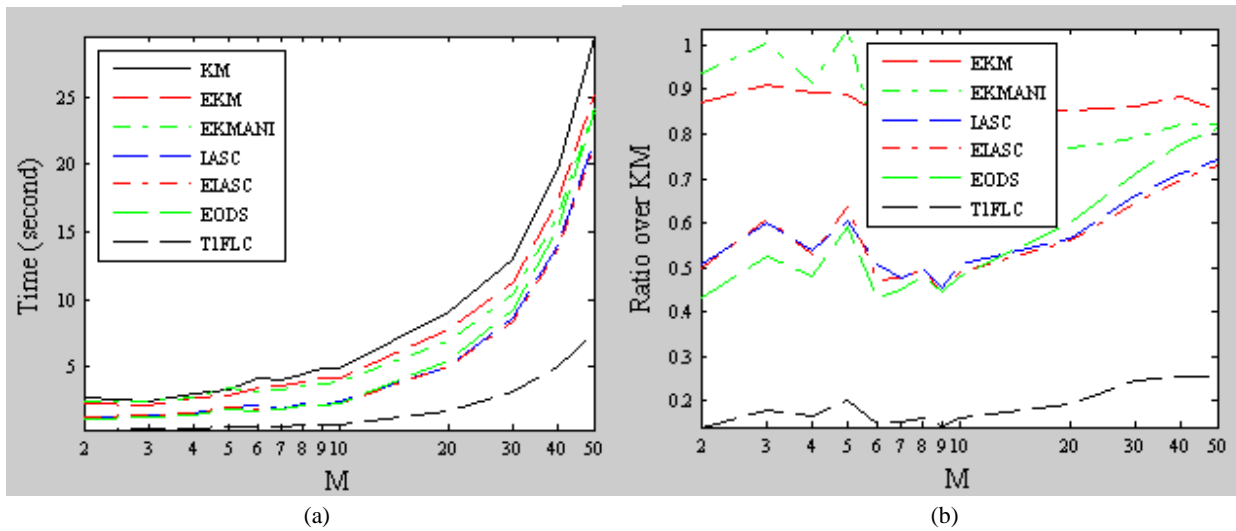 25
20
15
10
5
Time (second)
KM
EKM
EKMANI
IASC
EIASC
EODS
T1FLC
2 3 4 5 6 7 8 9 10 20 30 40 50
M
(a)
1
0.9
0.8
0.7
0.6
0.5
0.4
0.3
0.2
Ratio over KM
EKM
EKMANI
IASC
EIASC
EODS
T1FLC
2 3 4 5 6 7 8 9 10 20 30 40 50
M
(b)